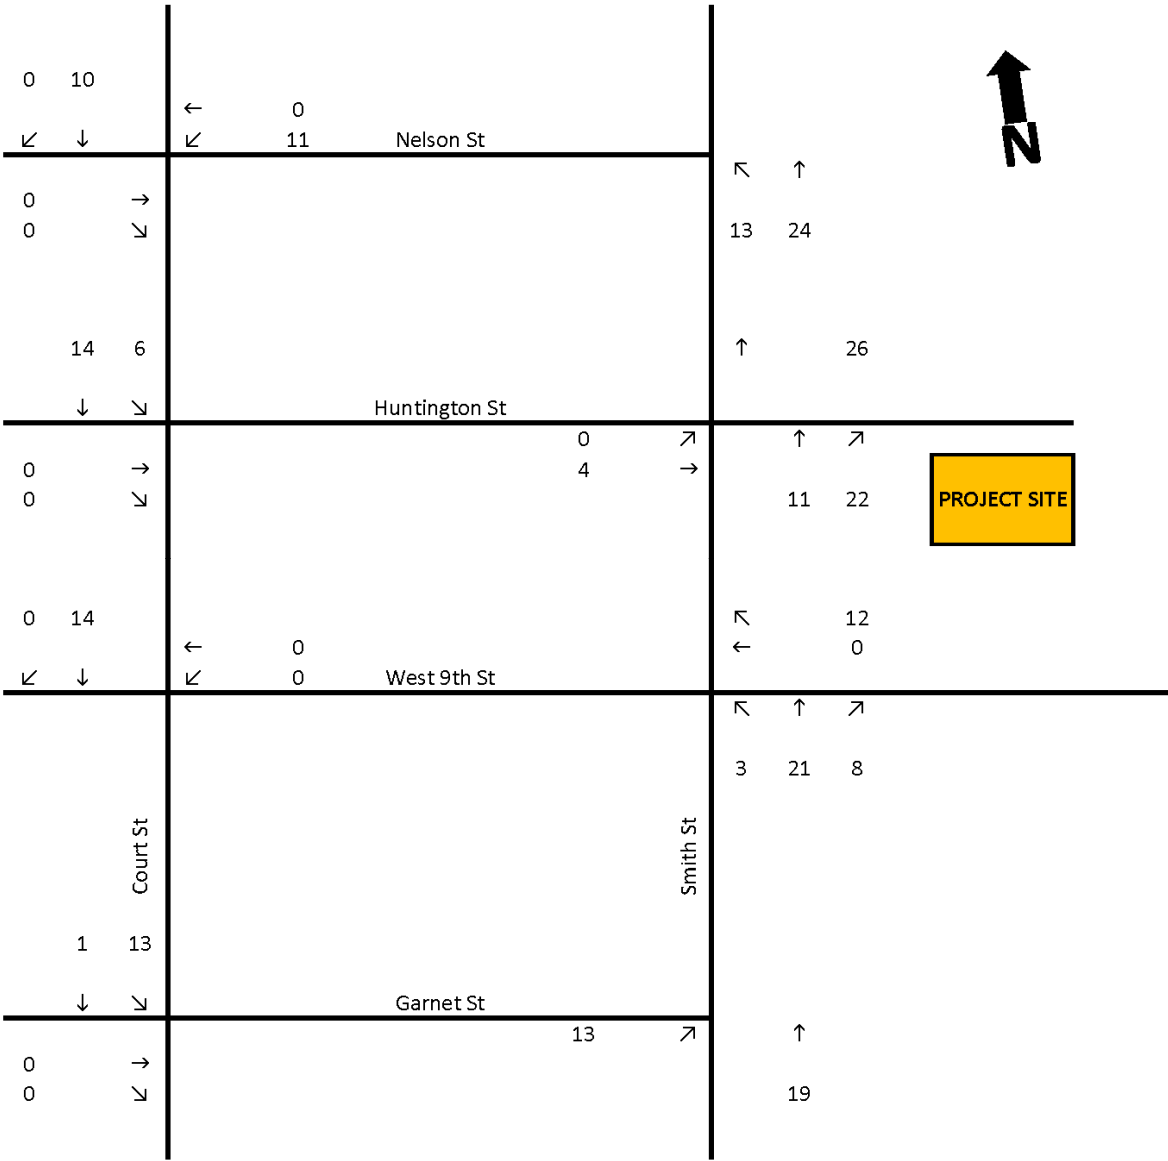 0 10
← 0
↙ ↓ ↙ 11 Nelson St
N
↖ ↑
0 →
0 ↘ 13 24
14 6 ↑ 26
↓ ↘ Huntington St
0 ↗ ↑ ↗
0 → 4 →
0 ↘ 11 22 PROJECT SITE
0 14 ↖ 12
← 0 ← 0
↙ ↓ ↙ 0 West 9th St
↖ ↑ ↗
3 21 8
Court St
Smith St
1 13
↓ ↘ Garnet St
13 ↗ ↑
0 →
0 ↘ 19